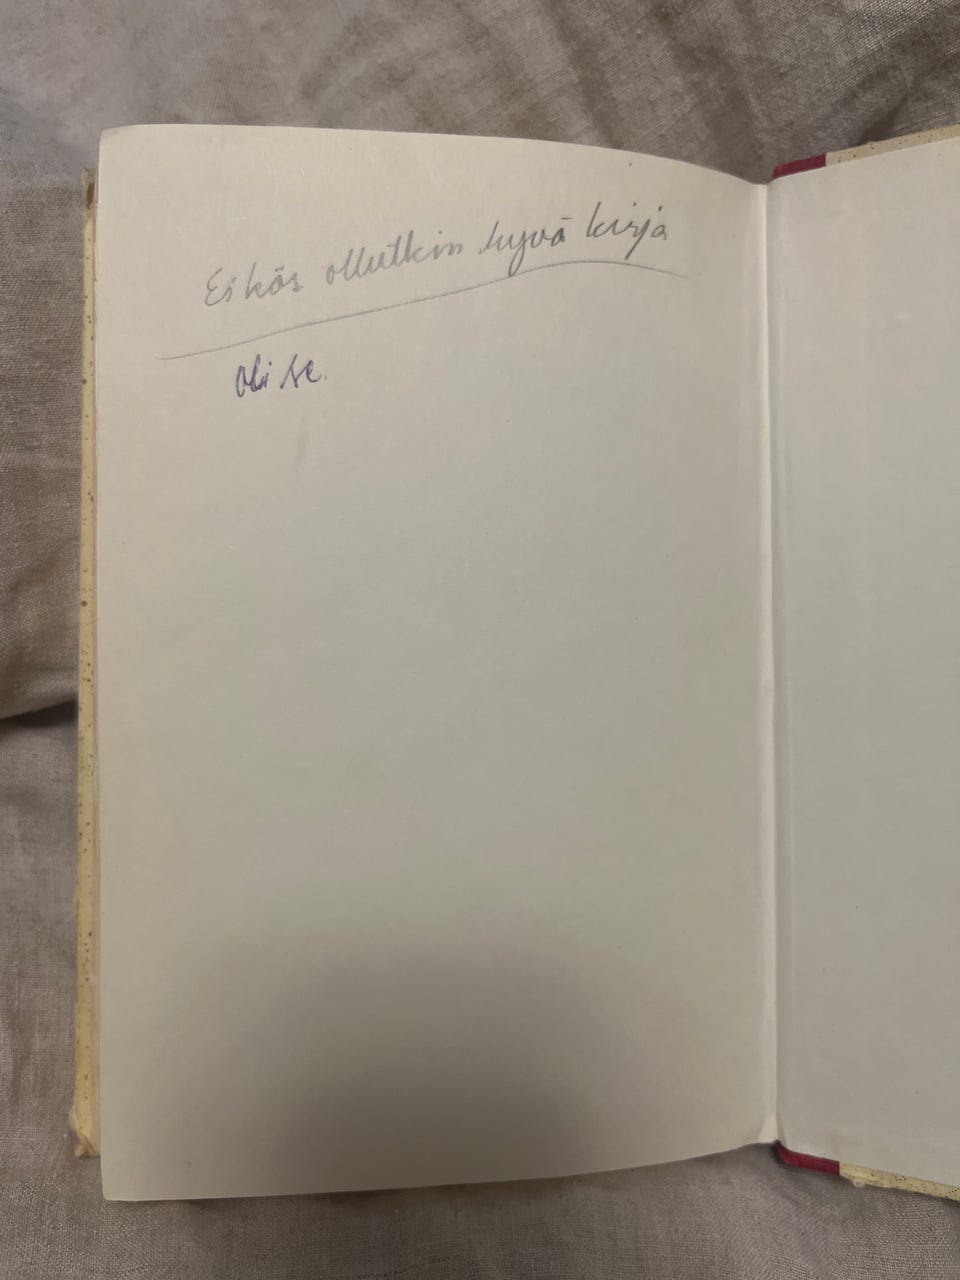 Eikös ollutkin hyvä kirja
Oli se.